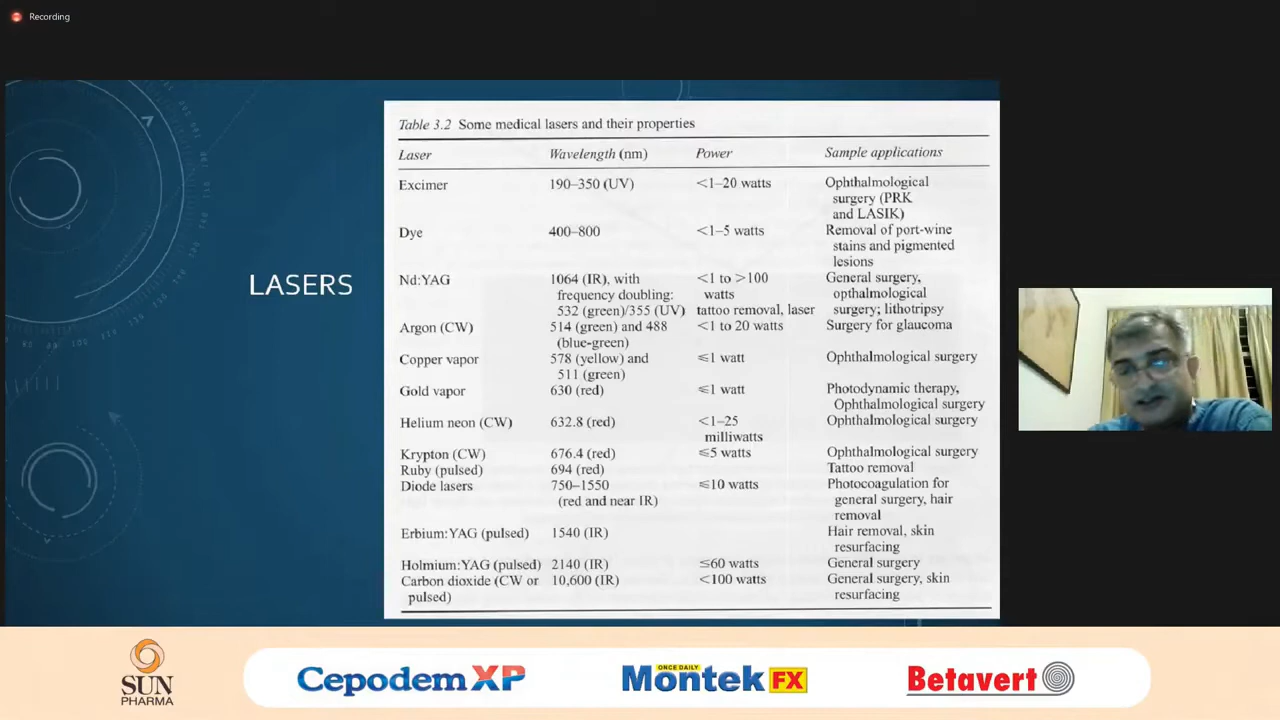 Recording
LASERS
Table 3.2 Some medical lasers and their properties
Laser Wavelength (nm) Power Sample applications
Excimer 190–350 (UV) <1–20 watts Ophthalmological
surgery (PRK
and LASIK)
Dye 400–800 <1–5 watts Removal of port-wine
stains and pigmented
lesions
Nd:YAG 1064 (IR), with <1 to >100 General surgery,
frequency doubling: watts opthalmological
532 (green)/355 (UV) tattoo removal, laser surgery; lithotripsy
Argon (CW) 514 (green) and 488 <1 to 20 watts Surgery for glaucoma
(blue-green)
Copper vapor 578 (yellow) and ≤1 watt Ophthalmological surgery
511 (green)
Gold vapor 630 (red) ≤1 watt Photodynamic therapy,
Ophthalmological surgery
Helium neon (CW) 632.8 (red) <1–25 Ophthalmological surgery
milliwatts
Krypton (CW) 676.4 (red) ≤5 watts Ophthalmological surgery
Ruby (pulsed) 694 (red) Tattoo removal
Diode lasers 750–1550 ≤10 watts Photocoagulation for
(red and near IR) general surgery, hair
removal
Erbium:YAG (pulsed) 1540 (IR) Hair removal, skin
resurfacing
Holmium:YAG (pulsed) 2140 (IR) ≤60 watts General surgery
Carbon dioxide (CW or 10,600 (IR) <100 watts General surgery, skin
pulsed) resurfacing
SUN
PHARMA
Cepodem XP
ONCE DAILY
Montek FX
Betavert